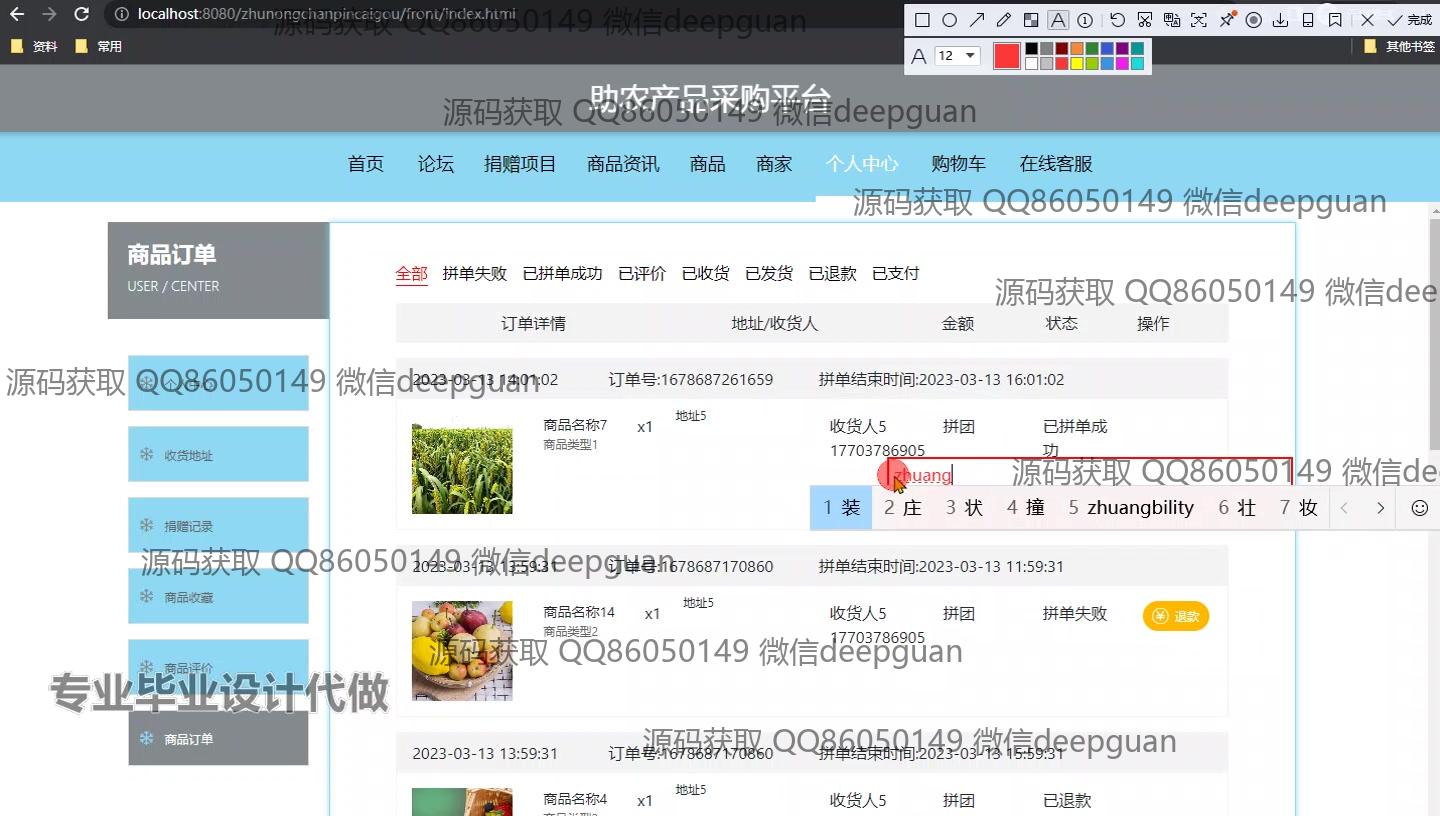 localhost:8080/zhunongchanpincaigou/front/index.html
完成
资料
常用
其他书签
A 12
助农产品采购平台
源码获取 QQ86050149 微信deepguan
源码获取 QQ86050149 微信deepguan
首页 论坛 捐赠项目 商品资讯 商品 商家 个人中心 购物车 在线客服
源码获取 QQ86050149 微信deepguan
商品订单
USER / CENTER
全部 拼单失败 已拼单成功 已评价 已收货 已发货 已退款 已支付
源码获取 QQ86050149 微信dee
订单详情 地址/收货人 金额 状态 操作
源码获取 QQ86050149 微信deepguan
2023-03-13 14:01:02 订单号:1678687261659 拼单结束时间:2023-03-13 16:01:02
商品名称7 x1 地址5 收货人5 拼团 已拼单成功
商品类型1 17703786905
收货地址
zhuang
源码获取 QQ86050149 微信dee
1 装 2 庄 3 状 4 撞 5 zhuangbility 6 壮 7 妆
捐赠记录
源码获取 QQ86050149 微信deepguan
2023-03-13 13:59:31 订单号:1678687170860 拼单结束时间:2023-03-13 11:59:31
商品收藏
商品名称14 x1 地址5 收货人5 拼团 拼单失败 退款
商品类型2 17703786905
源码获取 QQ86050149 微信deepguan
商品评价
专业毕业设计代做
商品订单
源码获取 QQ86050149 微信deepguan
2023-03-13 13:59:31 订单号:1678687170860 拼单结束时间:2023-03-13 15:59:31
商品名称4 x1 地址5 收货人5 拼团 已退款